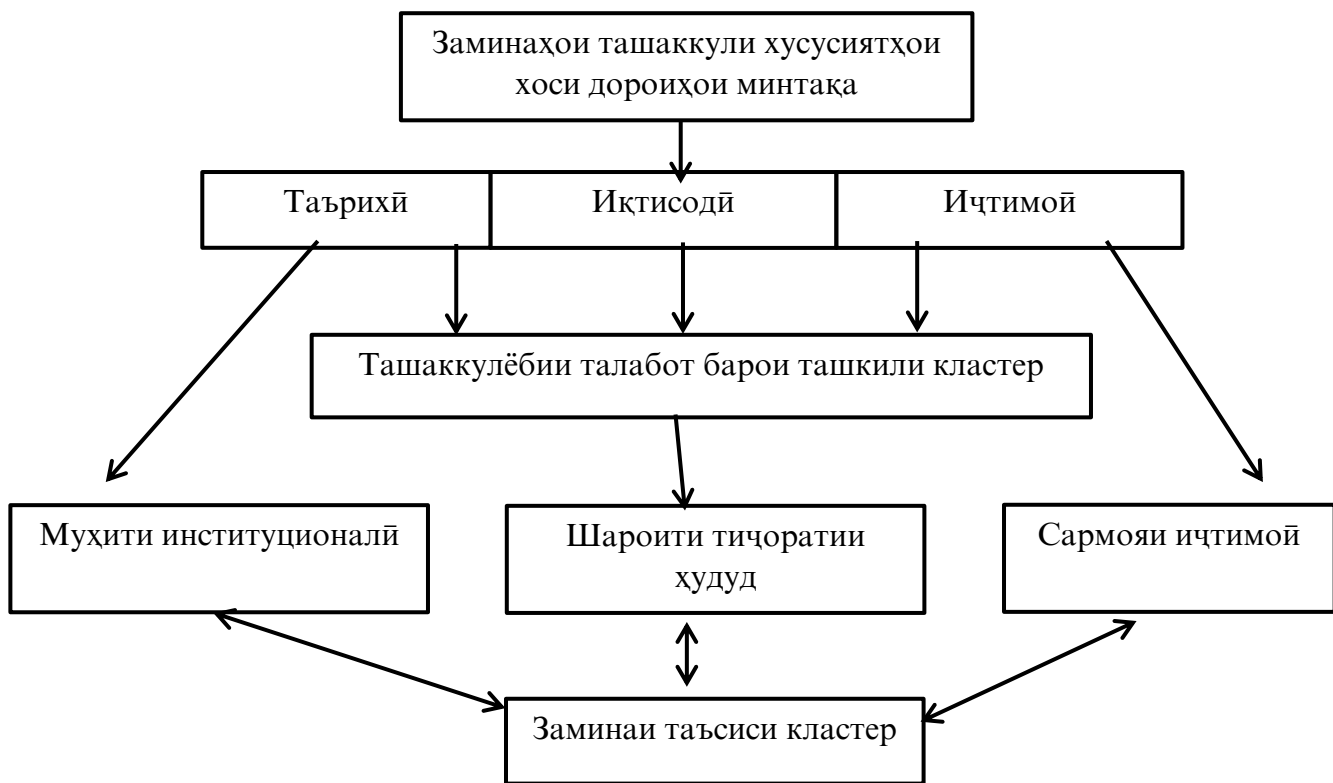 Заминаҳои ташаккули хусусиятҳои
хоси дороиҳои минтақа
Таърихӣ
Иқтисодӣ
Иҷтимоӣ
Ташаккулёбии талабот барои ташкили кластер
Муҳити институционалӣ
Шароити тиҷоратии
ҳудуд
Сармояи иҷтимоӣ
Заминаи таъсиси кластер